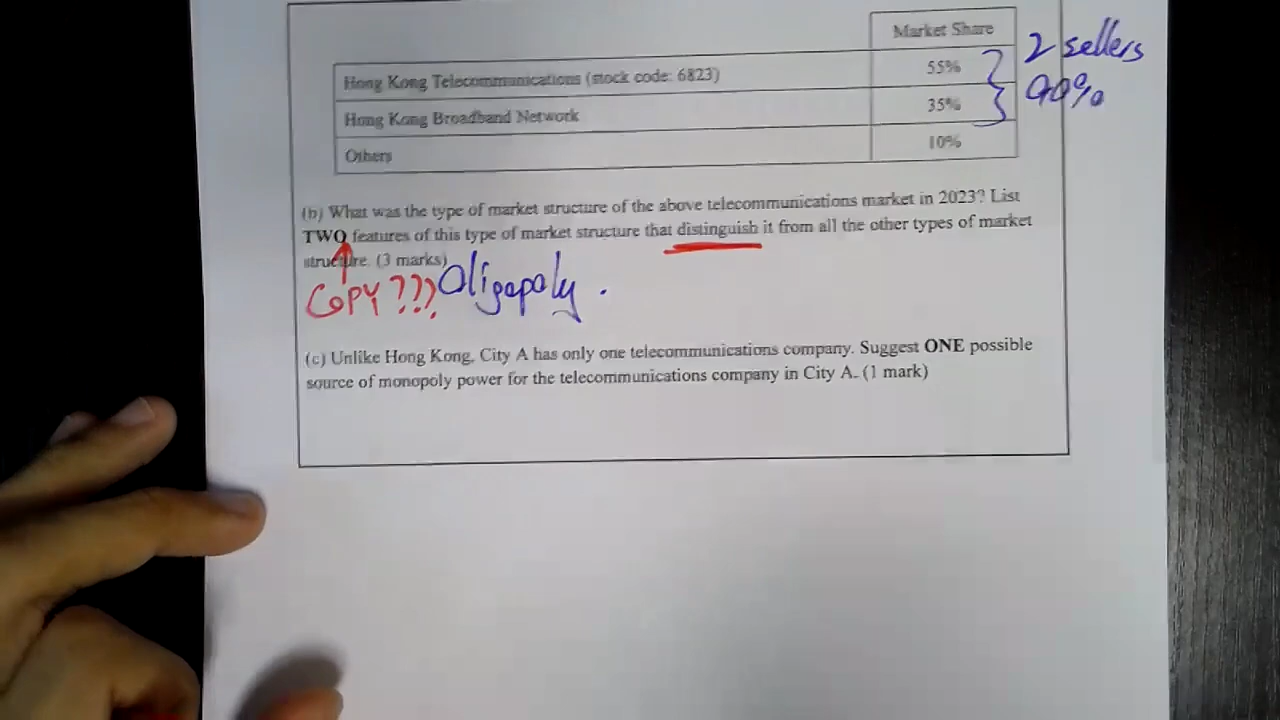 Market Share
2 sellers
Hong Kong Telecommunications (stock code: 6823) 55%
90%
Hong Kong Broadband Network 35%
Others 10%
(b) What was the type of market structure of the above telecommunications market in 2023? List
TWO features of this type of market structure that distinguish it from all the other types of market
structure. (3 marks)
COPY ??? Oligopoly.
(c) Unlike Hong Kong, City A has only one telecommunications company. Suggest ONE possible
source of monopoly power for the telecommunications company in City A. (1 mark)